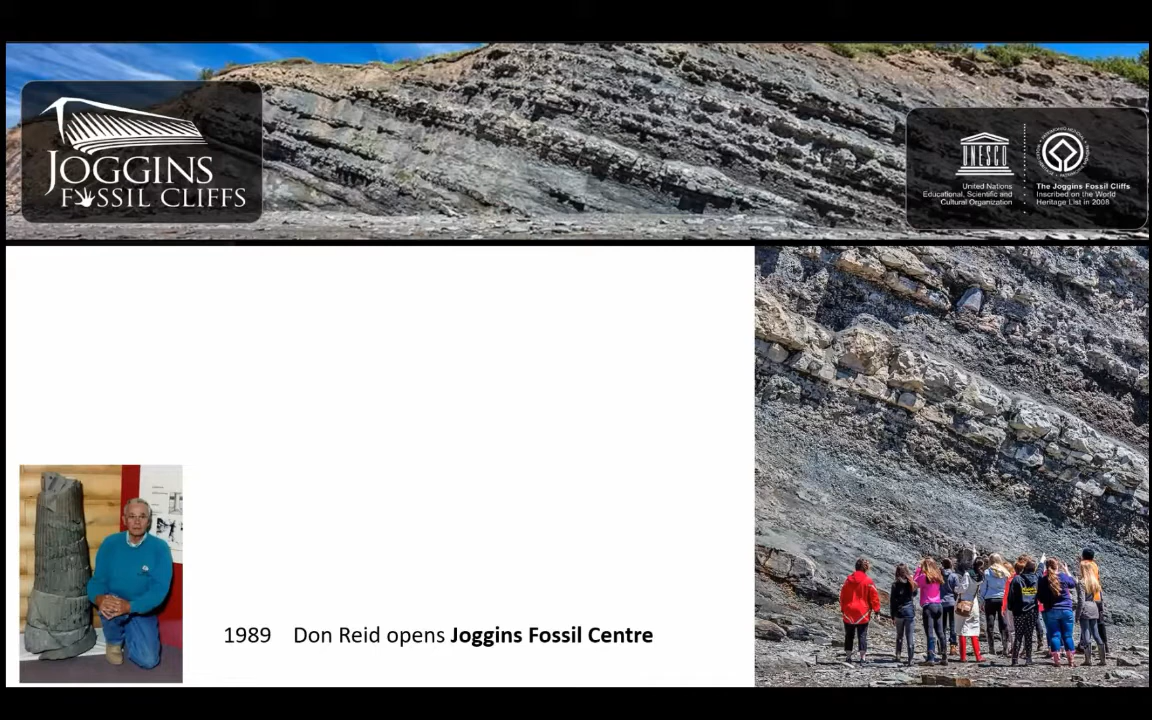 JOGGINS
FOSSIL CLIFFS
UNESCO
United Nations
Educational, Scientific and
Cultural Organization
The Joggins Fossil Cliffs
Inscribed on the World
Heritage List in 2008
1989 Don Reid opens Joggins Fossil Centre